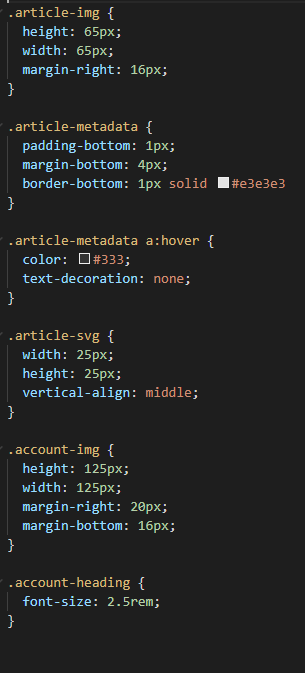 .article-img {
  height: 65px;
  width: 65px;
  margin-right: 16px;
}

.article-metadata {
  padding-bottom: 1px;
  margin-bottom: 4px;
  border-bottom: 1px solid #e3e3e3
}

.article-metadata a:hover {
  color: #333;
  text-decoration: none;
}

.article-svg {
  width: 25px;
  height: 25px;
  vertical-align: middle;
}

.account-img {
  height: 125px;
  width: 125px;
  margin-right: 20px;
  margin-bottom: 16px;
}

.account-heading {
  font-size: 2.5rem;
}